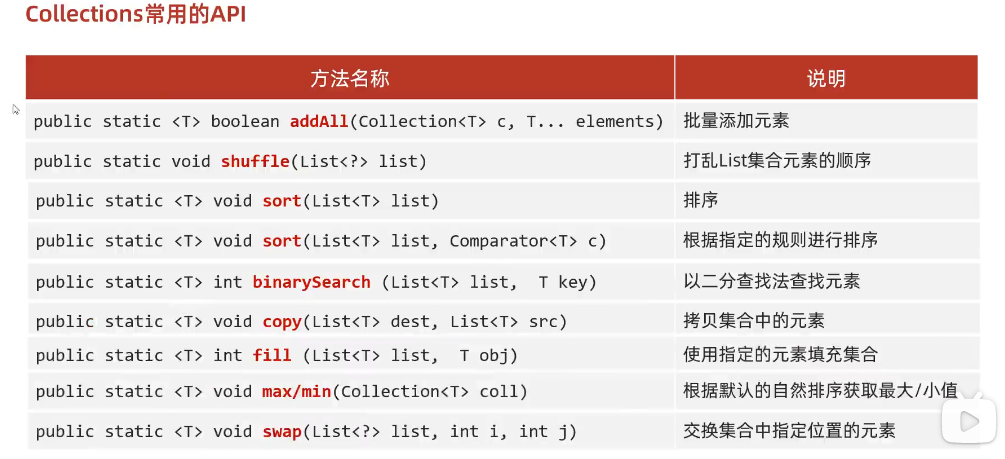 Collections常用的API
方法名称 说明
public static <T> boolean addAll(Collection<T> c, T... elements) 批量添加元素
public static void shuffle(List<?> list) 打乱List集合元素的顺序
public static <T> void sort(List<T> list) 排序
public static <T> void sort(List<T> list, Comparator<T> c) 根据指定的规则进行排序
public static <T> int binarySearch (List<T> list, T key) 以二分查找法查找元素
public static <T> void copy(List<T> dest, List<T> src) 拷贝集合中的元素
public static <T> int fill (List<T> list, T obj) 使用指定的元素填充集合
public static <T> void max/min(Collection<T> coll) 根据默认的自然排序获取最大/小值
public static <T> void swap(List<?> list, int i, int j) 交换集合中指定位置的元素